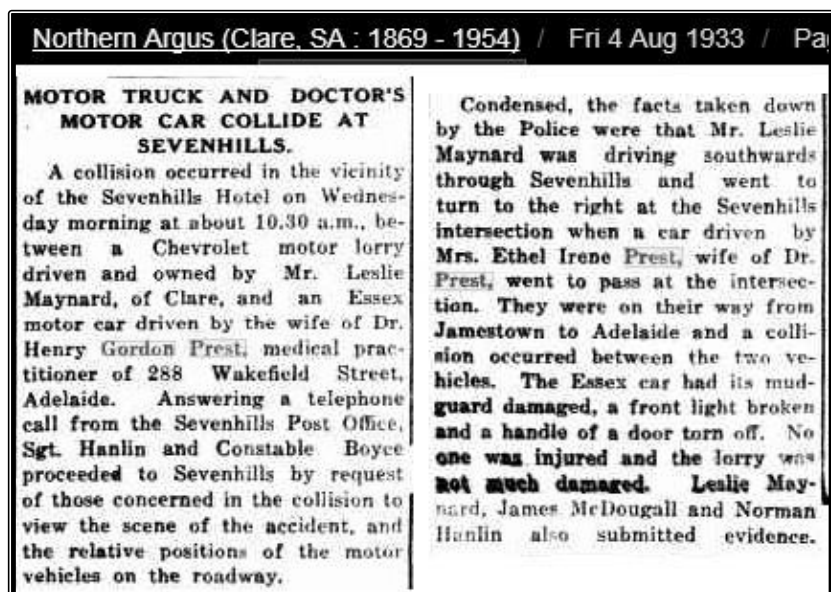 Northern Argus (Clare, SA : 1869 - 1954) / Fri 4 Aug 1933 / Pa
MOTOR TRUCK AND DOCTOR'S
MOTOR CAR COLLIDE AT
SEVENHILLS.
A collision occurred in the vicinity
of the Sevenhills Hotel on Wednes-
day morning at about 10.30 a.m., be-
tween a Chevrolet motor lorry
driven and owned by Mr. Leslie
Maynard, of Clare, and an Essex
motor car driven by the wife of Dr.
Henry Gordon Prest, medical prac-
titioner of 288 Wakefield Street,
Adelaide. Answering a telephone
call from the Sevenhills Post Office,
Sgt. Hanlin and Constable Boyce
proceeded to Sevenhills by request
of those concerned in the collision to
view the scene of the accident, and
the relative positions of the motor
vehicles on the roadway.
Condensed, the facts taken down
by the Police were that Mr. Leslie
Maynard was driving southwards
through Sevenhills and went to
turn to the right at the Sevenhills
intersection when a car driven by
Mrs. Ethel Irene Prest, wife of Dr.
Prest, went to pass at the intersec-
tion. They were on their way from
Jamestown to Adelaide and a colli-
sion occurred between the two ve-
hicles. The Essex car had its mud-
guard damaged, a front light broken
and a handle of a door torn off. No
one was injured and the lorry was
not much damaged. Leslie May-
nard, James McDougall and Norman
Hanlin also submitted evidence.